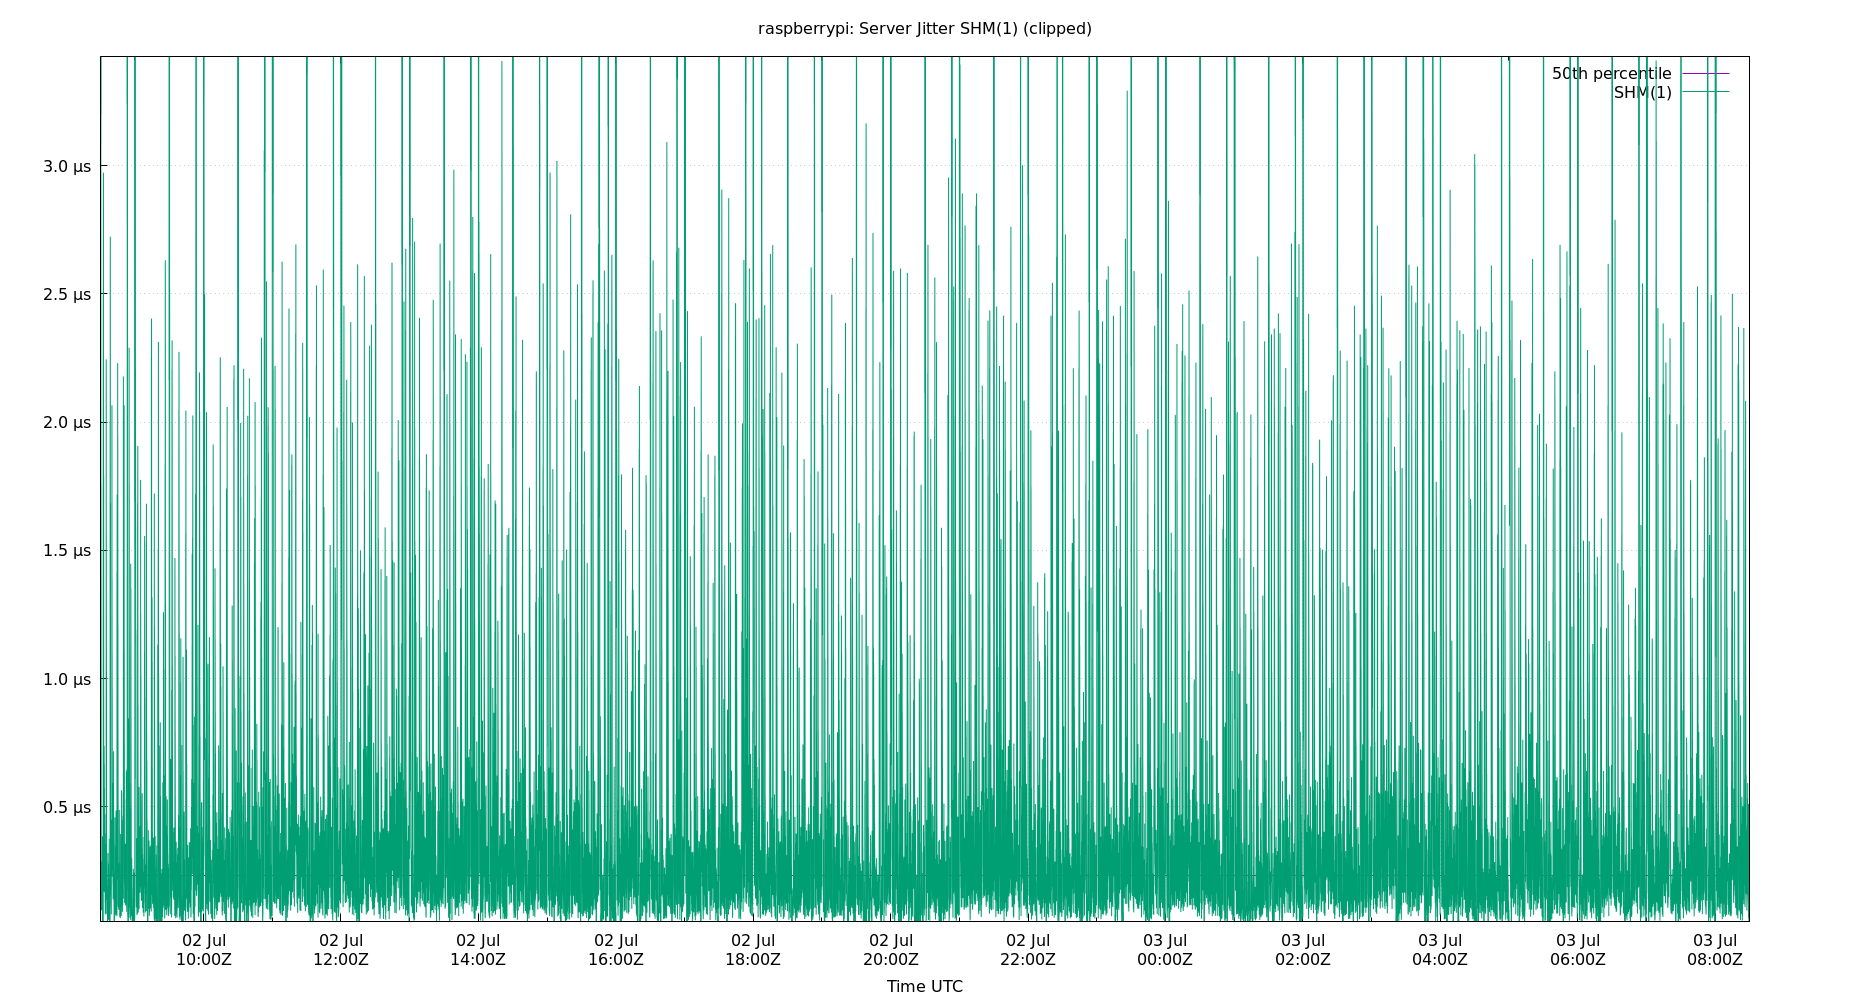 raspberrypi: Server Jitter SHM(1) (clipped)
50th percentile
SHM(1)
3.0 µs
2.5 µs
2.0 µs
1.5 µs
1.0 µs
0.5 µs
02 Jul 02 Jul 02 Jul 02 Jul 02 Jul 02 Jul 02 Jul 03 Jul 03 Jul 03 Jul 03 Jul 03 Jul
10:00Z 12:00Z 14:00Z 16:00Z 18:00Z 20:00Z 22:00Z 00:00Z 02:00Z 04:00Z 06:00Z 08:00Z
Time UTC